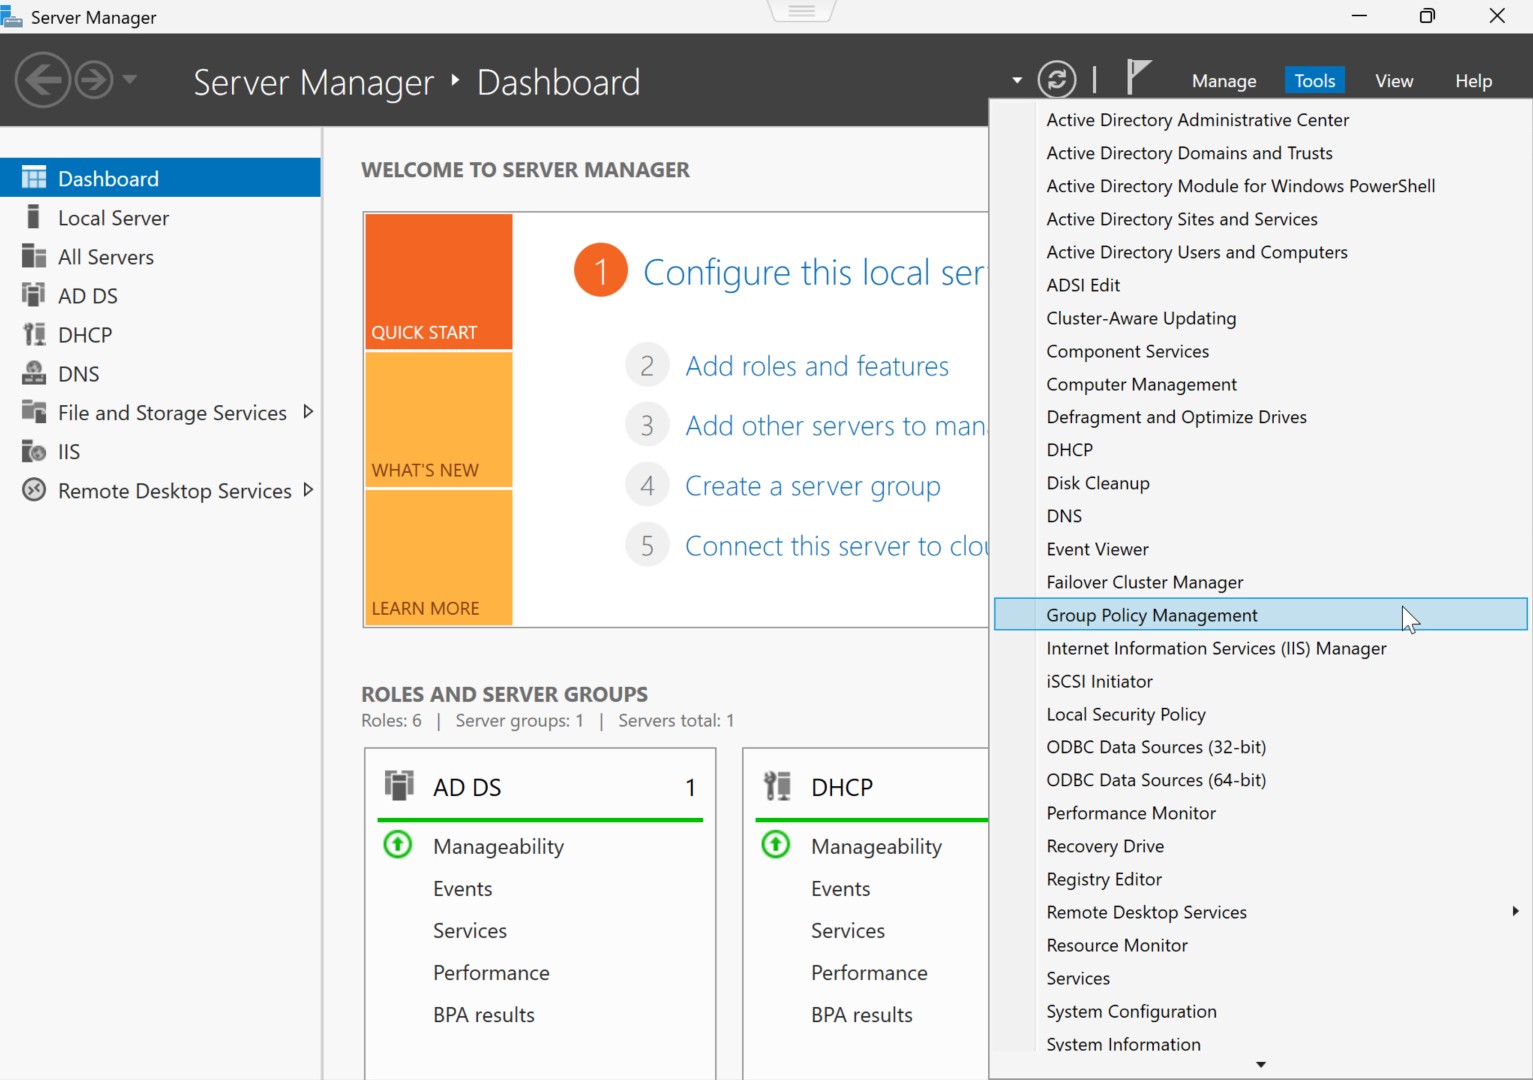 Server Manager
Server Manager
Dashboard
Manage
Tools
View
Help
Dashboard
Local Server
All Servers
AD DS
DHCP
DNS
File and Storage Services
IIS
Remote Desktop Services
WELCOME TO SERVER MANAGER
QUICK START
WHAT'S NEW
LEARN MORE
1 Configure this local ser
2 Add roles and features
3 Add other servers to man
4 Create a server group
5 Connect this server to clou
ROLES AND SERVER GROUPS
Roles: 6 | Server groups: 1 | Servers total: 1
AD DS 1
Manageability
Events
Services
Performance
BPA results
DHCP
Manageability
Events
Services
Performance
BPA results
Active Directory Administrative Center
Active Directory Domains and Trusts
Active Directory Module for Windows PowerShell
Active Directory Sites and Services
Active Directory Users and Computers
ADSI Edit
Cluster-Aware Updating
Component Services
Computer Management
Defragment and Optimize Drives
DHCP
Disk Cleanup
DNS
Event Viewer
Failover Cluster Manager
Group Policy Management
Internet Information Services (IIS) Manager
iSCSI Initiator
Local Security Policy
ODBC Data Sources (32-bit)
ODBC Data Sources (64-bit)
Performance Monitor
Recovery Drive
Registry Editor
Remote Desktop Services
Resource Monitor
Services
System Configuration
System Information